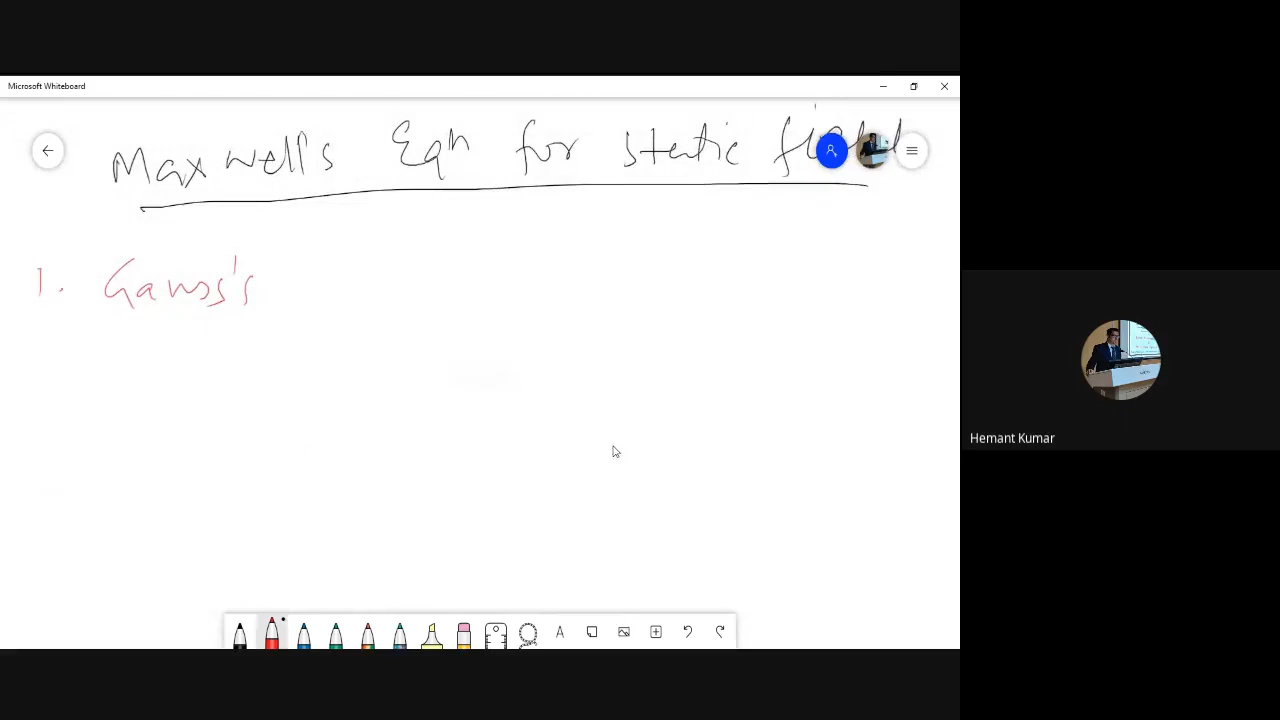 Microsoft Whiteboard
Maxwell's Eqn for static field
1. Gauss's
Hemant Kumar